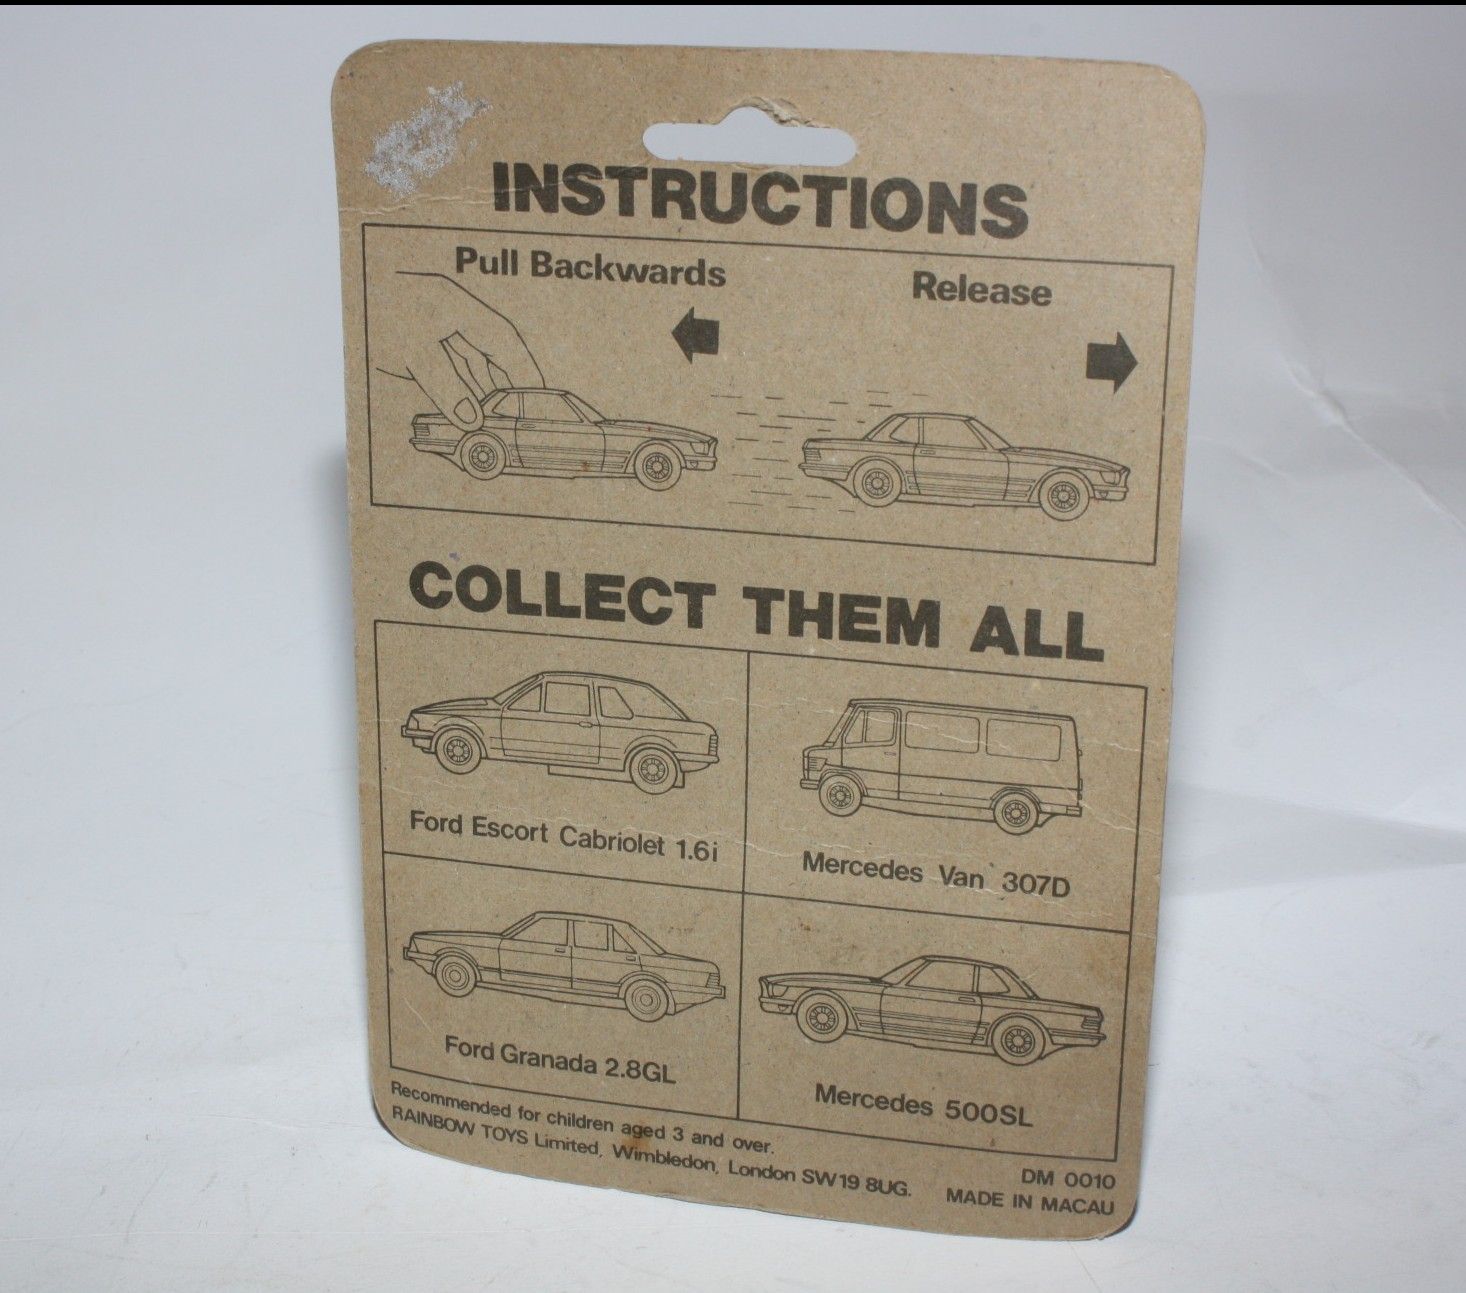 INSTRUCTIONS
Pull Backwards
Release
COLLECT THEM ALL
Ford Escort Cabriolet 1.6i
Mercedes Van 307D
Ford Granada 2.8GL
Mercedes 500SL
Recommended for children aged 3 and over.
RAINBOW TOYS Limited, Wimbledon, London SW19 8UG.
DM 0010
MADE IN MACAU